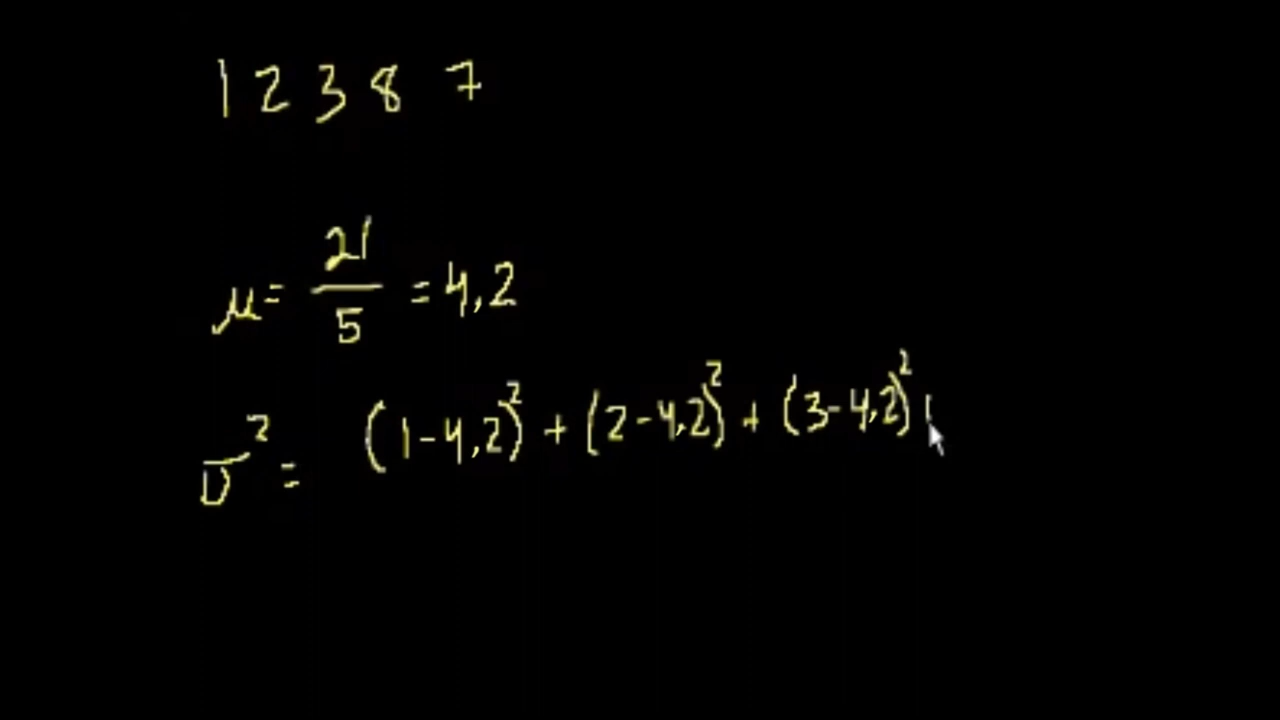 1 2 3 8 7
μ = 21/5 = 4,2
σ² = (1-4,2)² + (2-4,2)² + (3-4,2)²